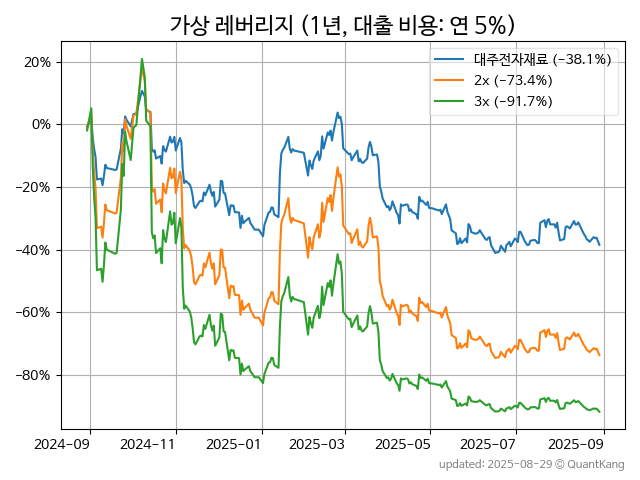 가상 레버리지 (1년, 대출 비용: 연 5%)
대주전자재료 (−38.1%)
2x (−73.4%)
3x (−91.7%)
20%
0%
−20%
−40%
−60%
−80%
2024-09 2024-11 2025-01 2025-03 2025-05 2025-07 2025-09
updated: 2025-08-29 © QuantKang